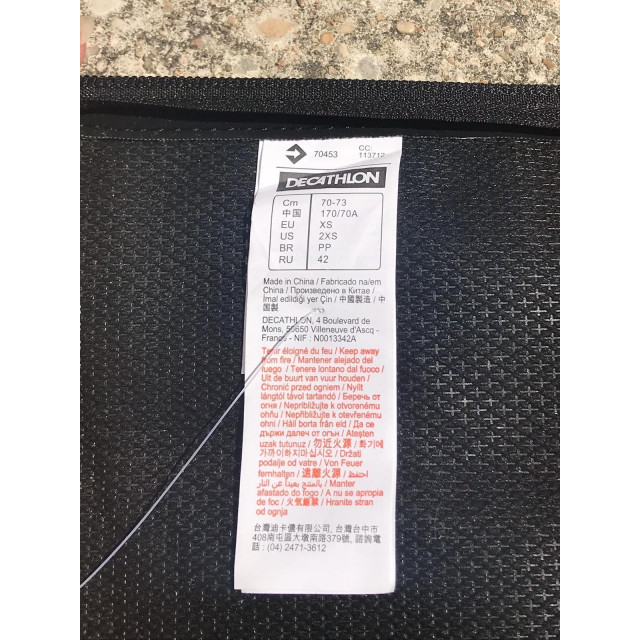 70453
CC: 113712
DECATHLON
Cm 70-73
中国 170/70A
EU XS
US 2XS
BR PP
RU 42
Made in China / Fabricado na/em
China / Произведено в Китае /
İmal edildiği yer Çin / 中國製造 / 中
国製
DECATHLON, 4 Boulevard de
Mons, 59650 Villeneuve d'Ascq -
France - NIF : N0013342A
Tenir éloigné du feu / Keep away
from fire / Mantener alejado del
fuego / Tenere lontano dal fuoco /
Uit de buurt van vuur houden /
Chronić przed ogniem / Nyílt
lángtól távol tartandó / Беречь от
огня / Nepribližujte k otvorenému
ohňu / Nepřibližujte k otevřenému
ohni / Håll borta från eld / Да се
държи далеч от огън / Ateşten
uzak tutunuz / 勿近火源 / 화기에
가까이하지마십시오 / Držati
podalje od vatre / Von Feuer
fernhalten / 遠離火源 / احتفظ
بالمنتج بعيداً عن النار / Manter
afastado do fogo / A nu se apropia
de foc / 火気厳禁 / Hraniti stran
od ognja
台灣迪卡儂有限公司, 台灣台中市
408南屯區大墩南路379號, 諮詢電
話 : (04) 2471-3612